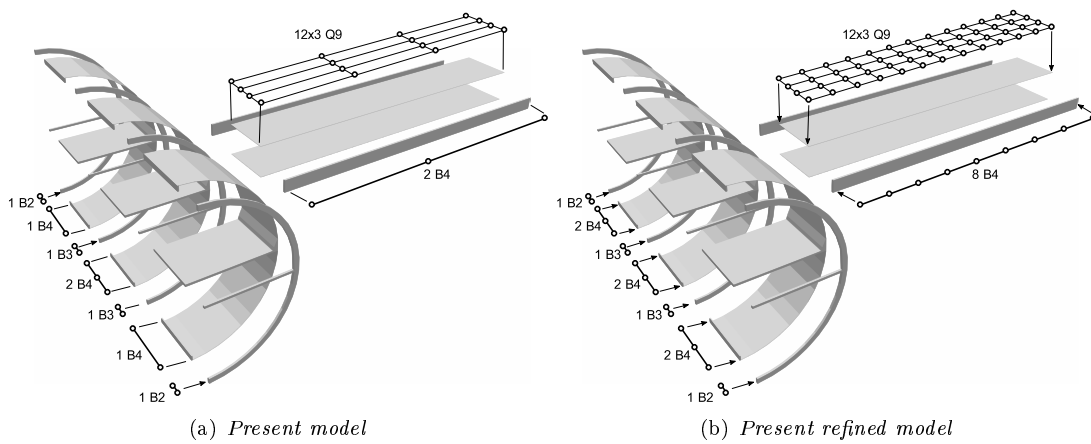 12x3 Q9
2 B4
1 B2
1 B4
1 B3
2 B4
1 B3
1 B4
1 B2
(a) Present model
12x3 Q9
8 B4
1 B2
2 B4
1 B3
2 B4
1 B3
2 B4
1 B2
(b) Present refined model